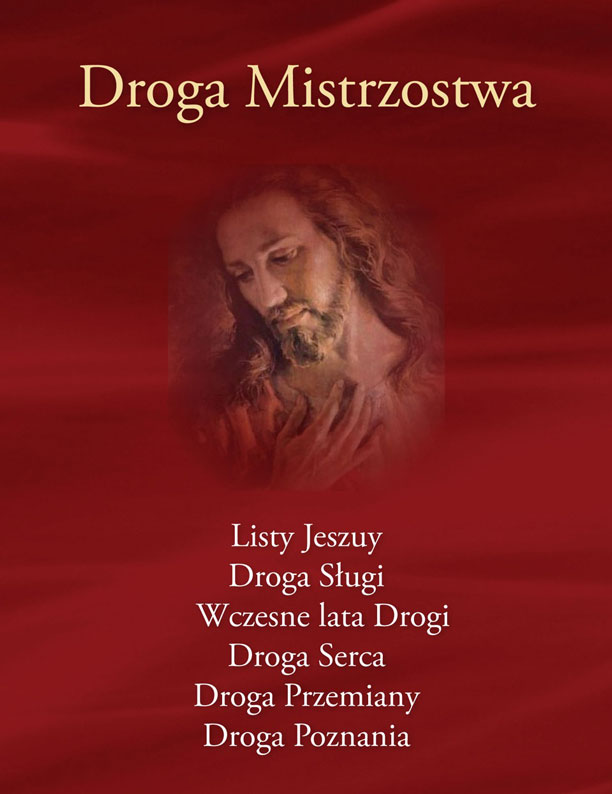 Droga Mistrzostwa
Listy Jeszuy
Droga Sługi
Wczesne lata Drogi
Droga Serca
Droga Przemiany
Droga Poznania